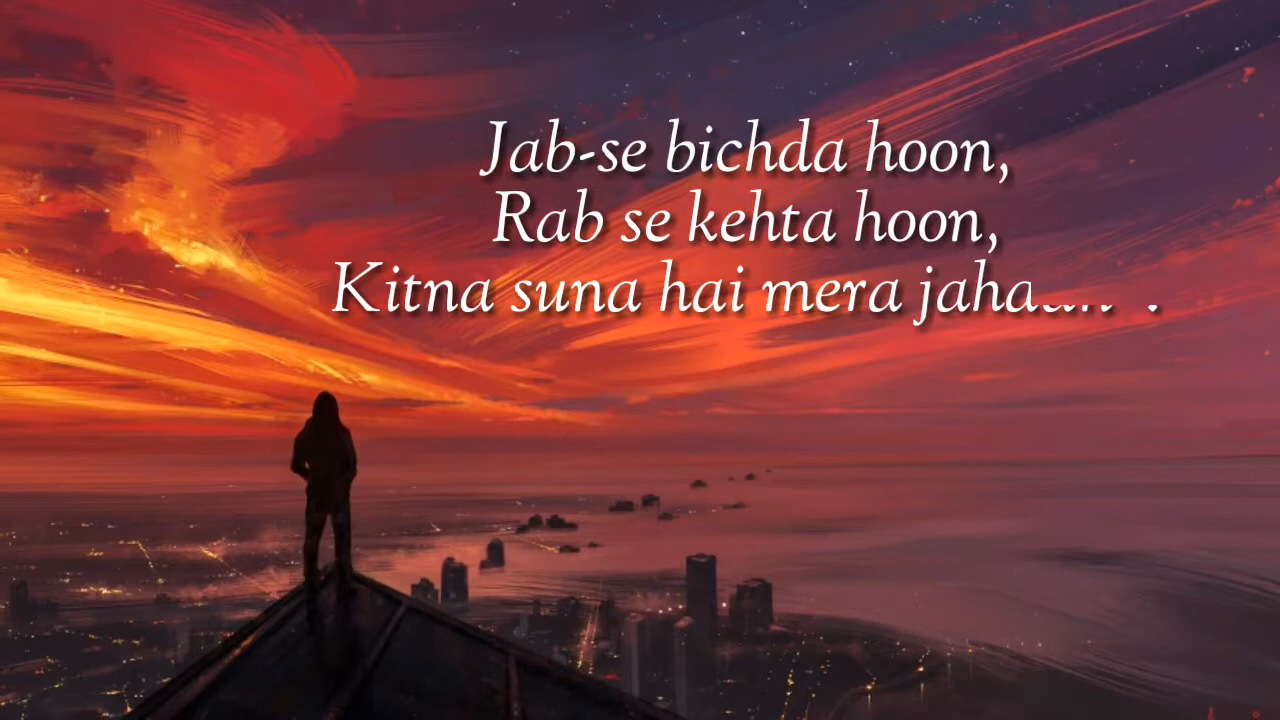 Jab-se bichda hoon,
Rab se kehta hoon,
Kitna suna hai mera